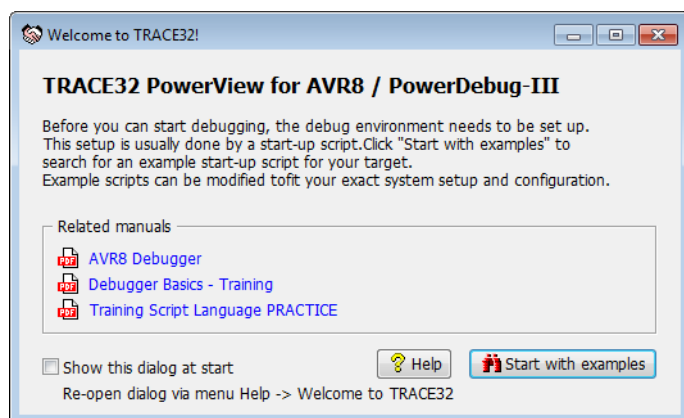 Welcome to TRACE32!
TRACE32 PowerView for AVR8 / PowerDebug-III
Before you can start debugging, the debug environment needs to be set up.
This setup is usually done by a start-up script.Click "Start with examples" to
search for an example start-up script for your target.
Example scripts can be modified tofit your exact system setup and configuration.
Related manuals
PDF AVR8 Debugger
PDF Debugger Basics - Training
PDF Training Script Language PRACTICE
Show this dialog at start
? Help
Start with examples
Re-open dialog via menu Help -> Welcome to TRACE32